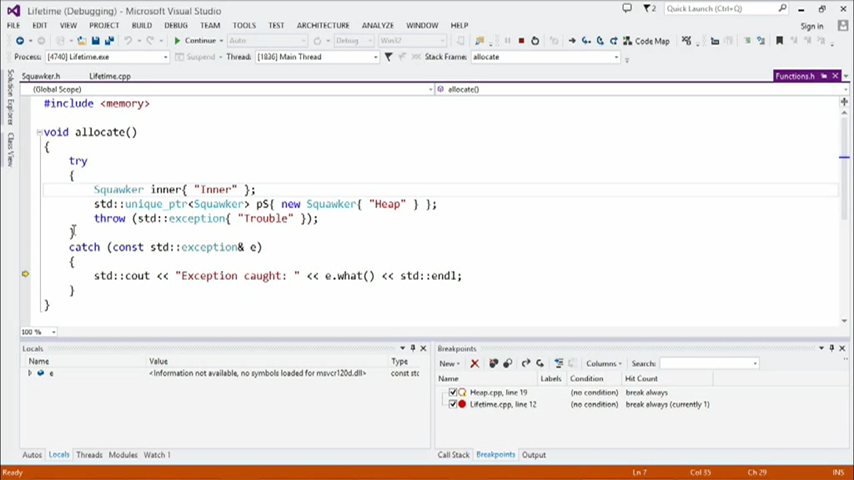 Lifetime (Debugging) - Microsoft Visual Studio
2
Quick Launch (Ctrl+Q)
FILE EDIT VIEW PROJECT BUILD DEBUG TEAM TOOLS TEST ARCHITECTURE ANALYZE WINDOW HELP
Sign in
Continue Auto Debug Win32 Code Map
Process: [4740] Lifetime.exe Suspend Thread: [1836] Main Thread Stack Frame: allocate
Squawker.h Lifetime.cpp Functions.h
(Global Scope) allocate()
Solution Explorer
Class View
#include <memory>
void allocate()
{
try
{
Squawker inner{ "Inner" };
std::unique_ptr<Squawker> pS{ new Squawker{ "Heap" } };
throw (std::exception{ "Trouble" });
}
catch (const std::exception& e)
{
std::cout << "Exception caught: " << e.what() << std::endl;
}
}
100 %
Locals
Name Value Type
e <Information not available, no symbols loaded for msvcr120d.dll> const stc
Autos Locals Threads Modules Watch 1
Breakpoints
New Columns Search:
Name Labels Condition Hit Count
Heap.cpp, line 19 (no condition) break always
Lifetime.cpp, line 12 (no condition) break always (currently 1)
Call Stack Breakpoints Output
Ready Ln 7 Col 35 Ch 29 INS